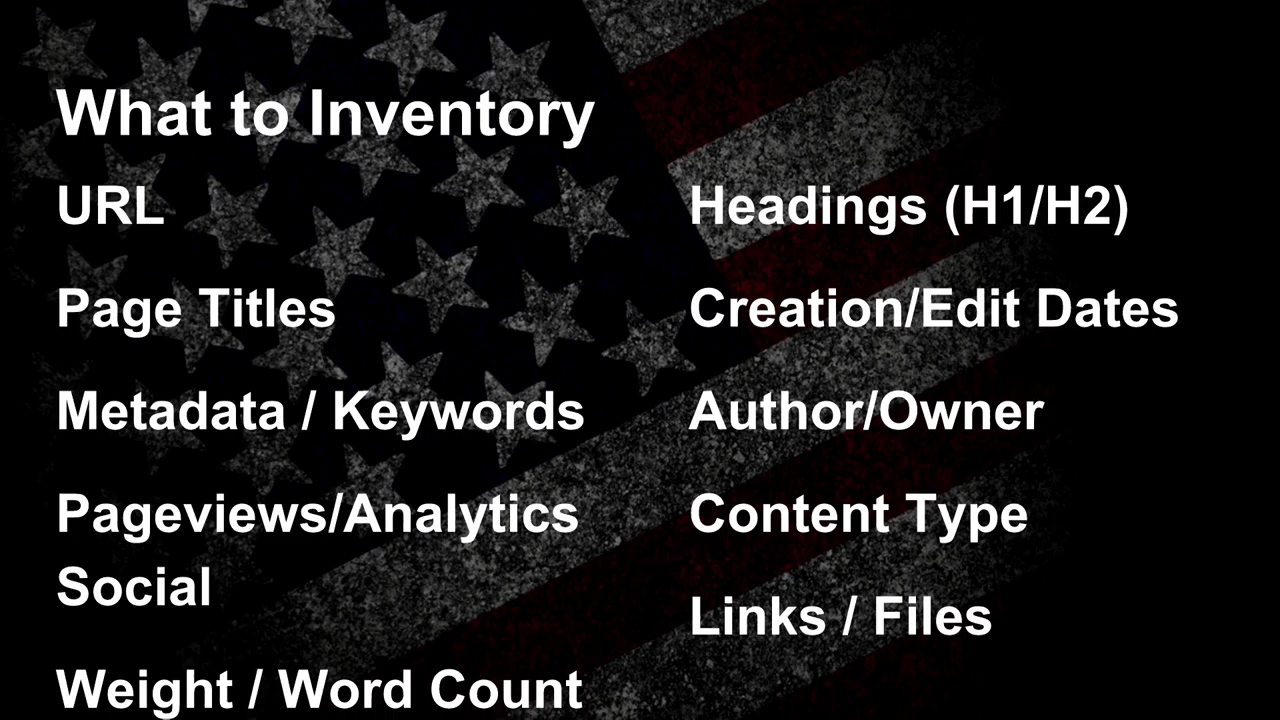 What to Inventory
URL
Page Titles
Metadata / Keywords
Pageviews/Analytics
Social
Weight / Word Count
Headings (H1/H2)
Creation/Edit Dates
Author/Owner
Content Type
Links / Files